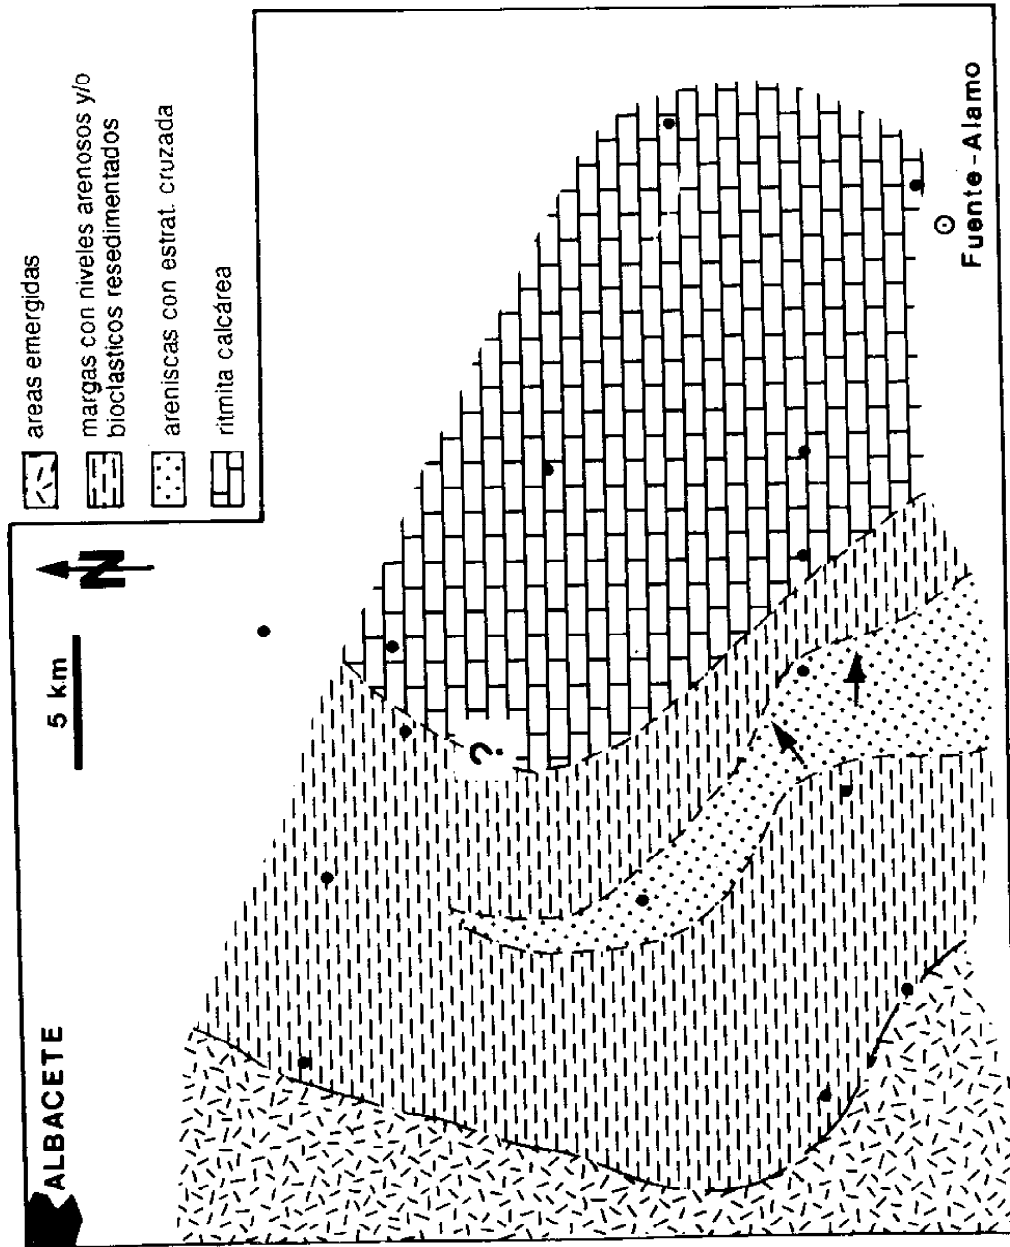 ALBACETE
5 km
N
areas emergidas
margas con niveles arenosos y/o
bioclasticos resedimentados
areniscas con estrat. cruzada
ritmita calcárea
?
Fuente-Alamo